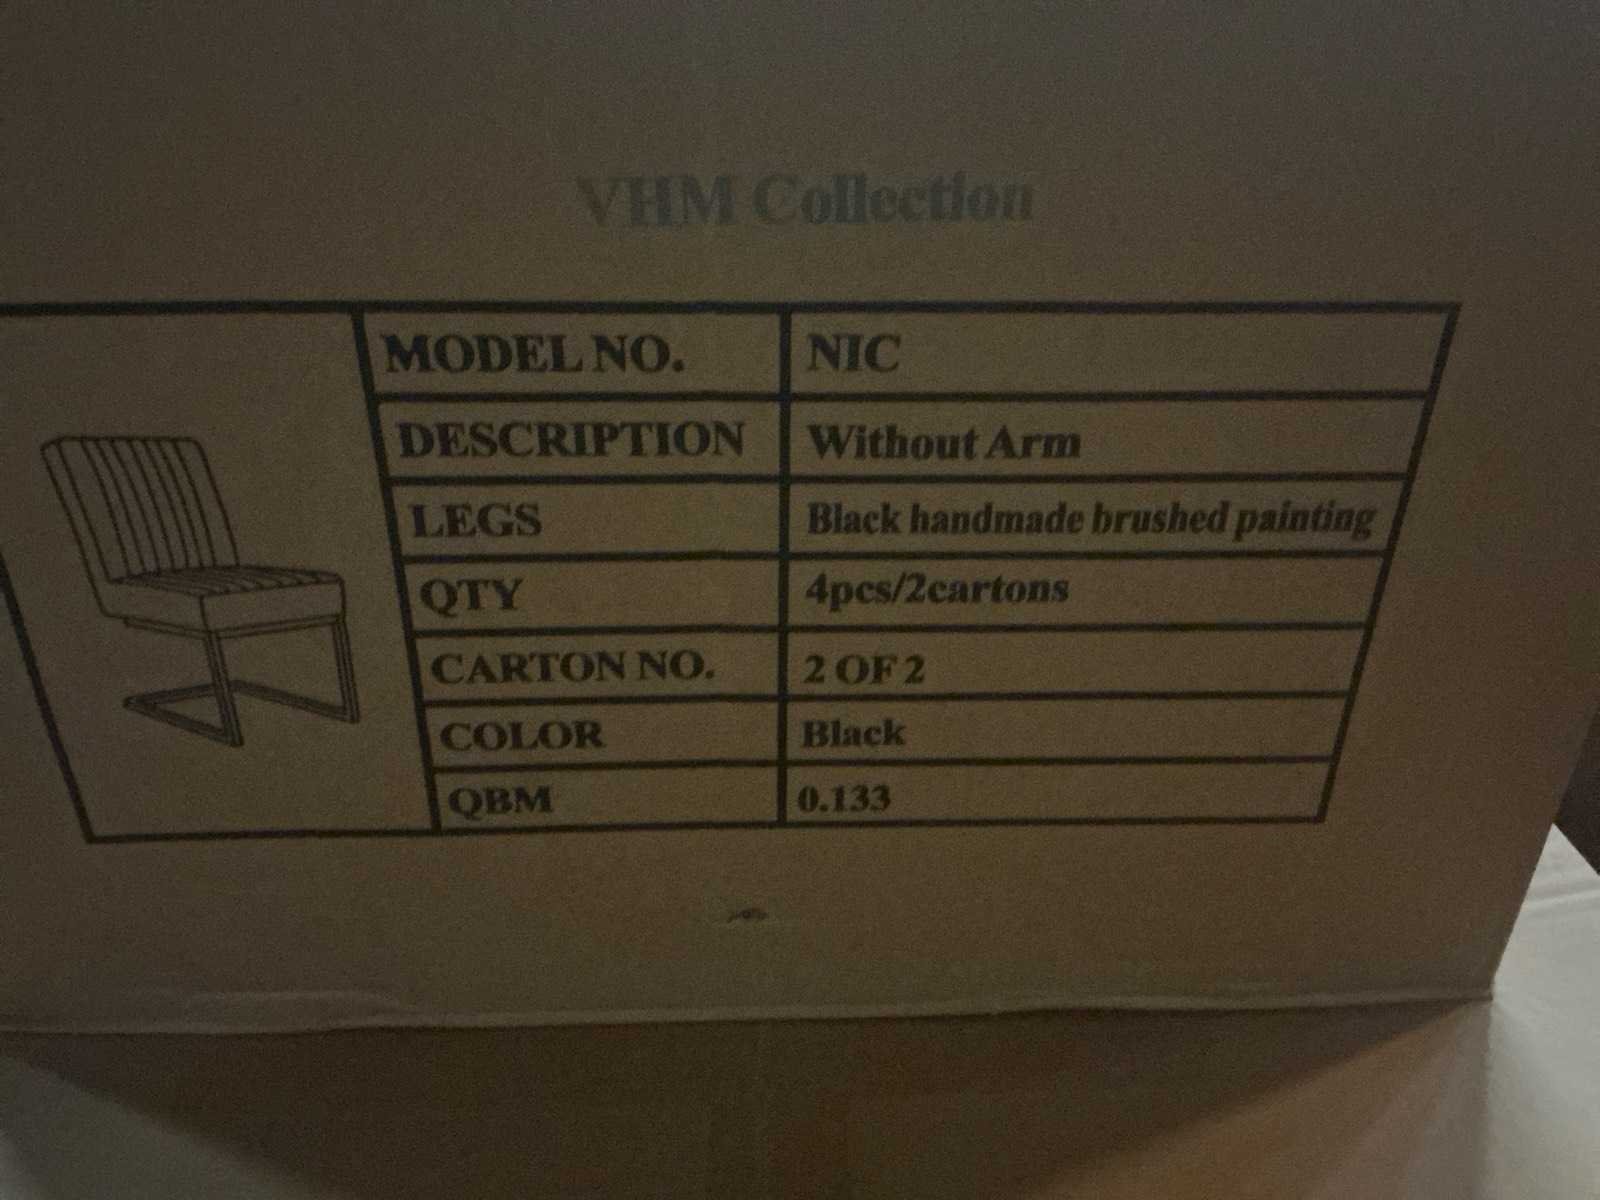 VHM Collection
MODEL NO. NIC
DESCRIPTION Without Arm
LEGS Black handmade brushed painting
QTY 4pcs/2cartons
CARTON NO. 2 OF 2
COLOR Black
QBM 0.133